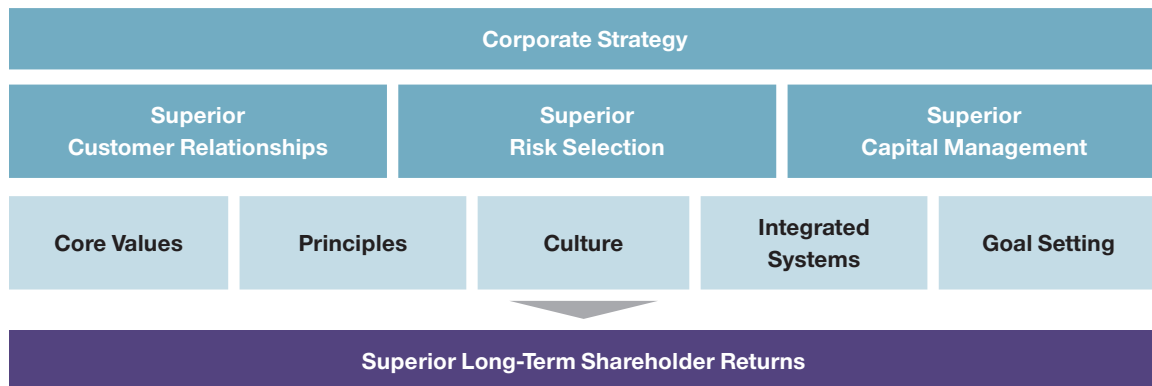 Corporate Strategy
Superior
Customer Relationships
Superior
Risk Selection
Superior
Capital Management
Core Values
Principles
Culture
Integrated
Systems
Goal Setting
Superior Long-Term Shareholder Returns